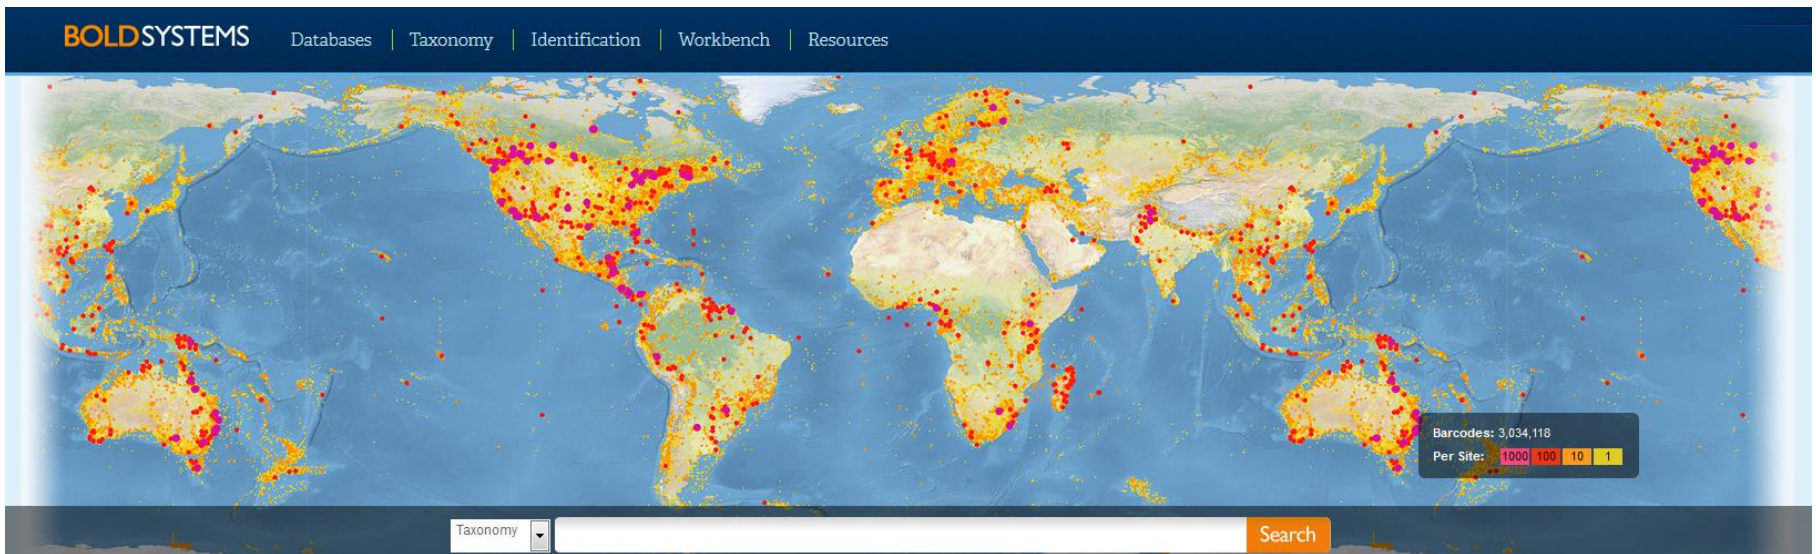 BOLDSYSTEMS Databases Taxonomy Identification Workbench Resources
Barcodes: 3,034,118
Per Site: 1000 100 10 1
Taxonomy Search